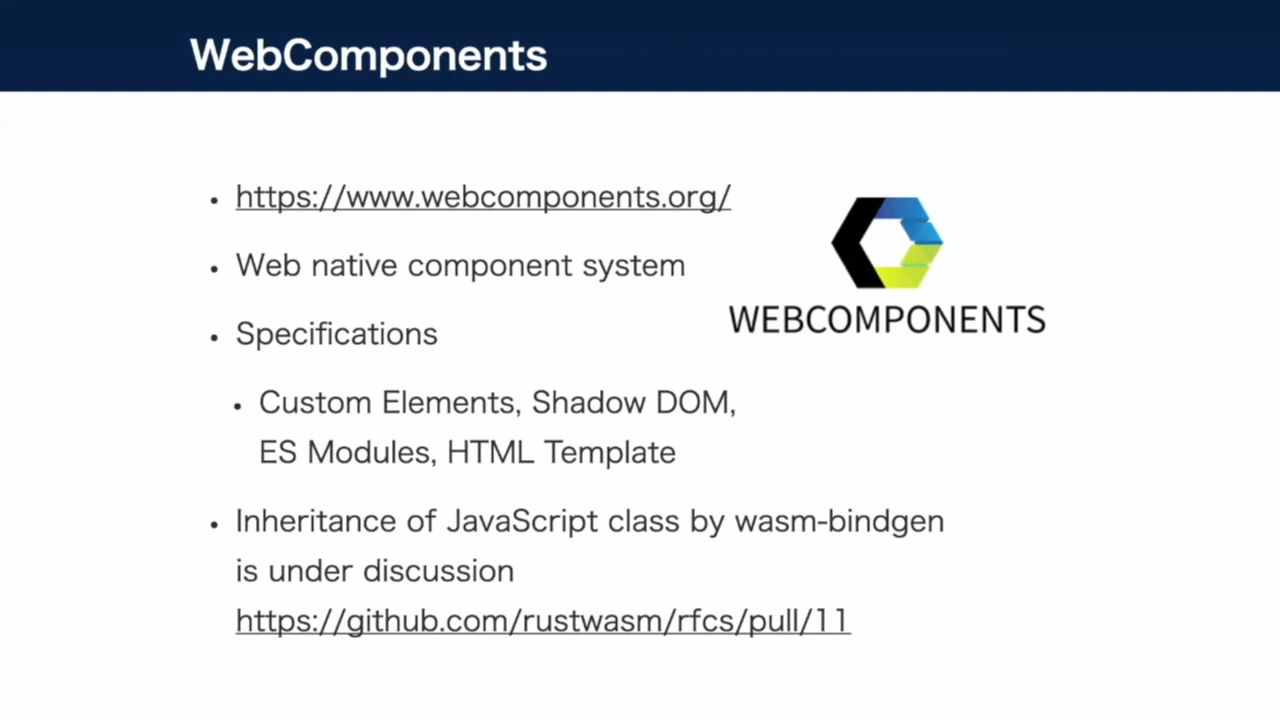 WebComponents
• https://www.webcomponents.org/
• Web native component system
• Specifications
• Custom Elements, Shadow DOM,
ES Modules, HTML Template
• Inheritance of JavaScript class by wasm-bindgen
is under discussion
https://github.com/rustwasm/rfcs/pull/11
WEBCOMPONENTS